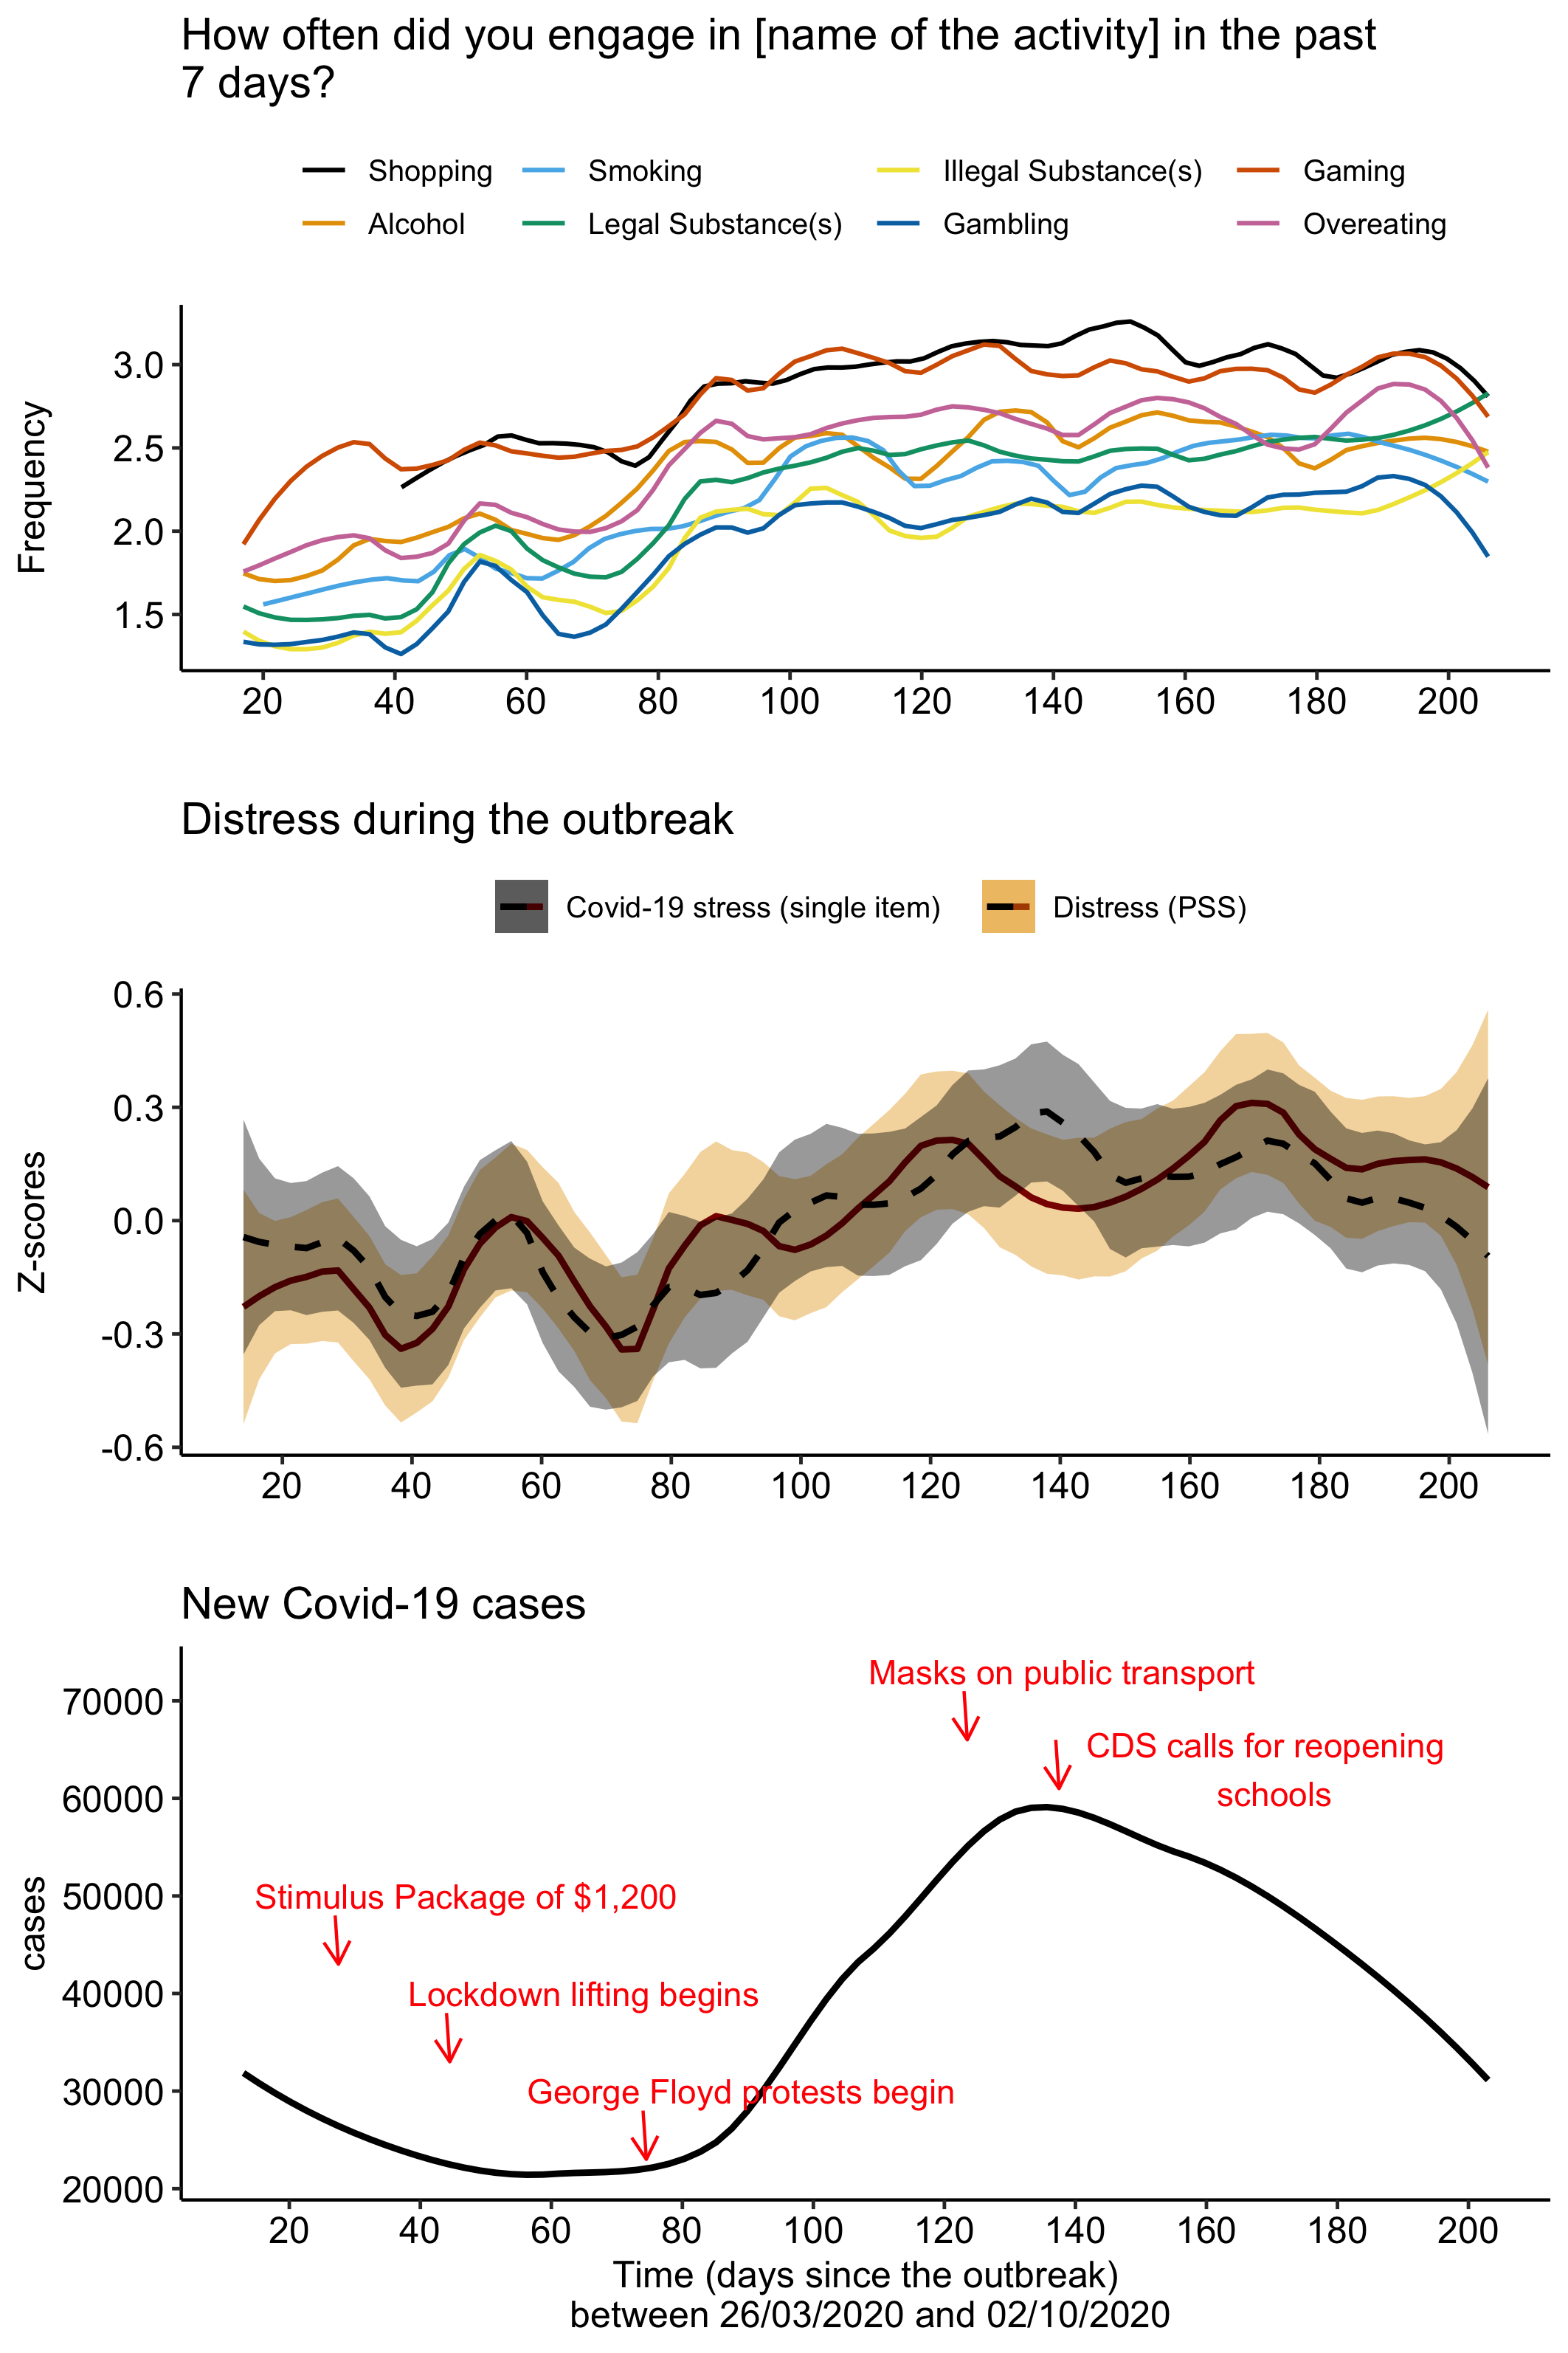 How often did you engage in [name of the activity] in the past
7 days?
Shopping Smoking Illegal Substance(s) Gaming
Alcohol Legal Substance(s) Gambling Overeating
Frequency
3.0
2.5
2.0
1.5
20 40 60 80 100 120 140 160 180 200
Distress during the outbreak
Covid-19 stress (single item) Distress (PSS)
Z-scores
0.6
0.3
0.0
-0.3
-0.6
20 40 60 80 100 120 140 160 180 200
New Covid-19 cases
cases
70000
60000
50000
40000
30000
20000
Masks on public transport
CDS calls for reopening
schools
Stimulus Package of $1,200
Lockdown lifting begins
George Floyd protests begin
20 40 60 80 100 120 140 160 180 200
Time (days since the outbreak)
between 26/03/2020 and 02/10/2020